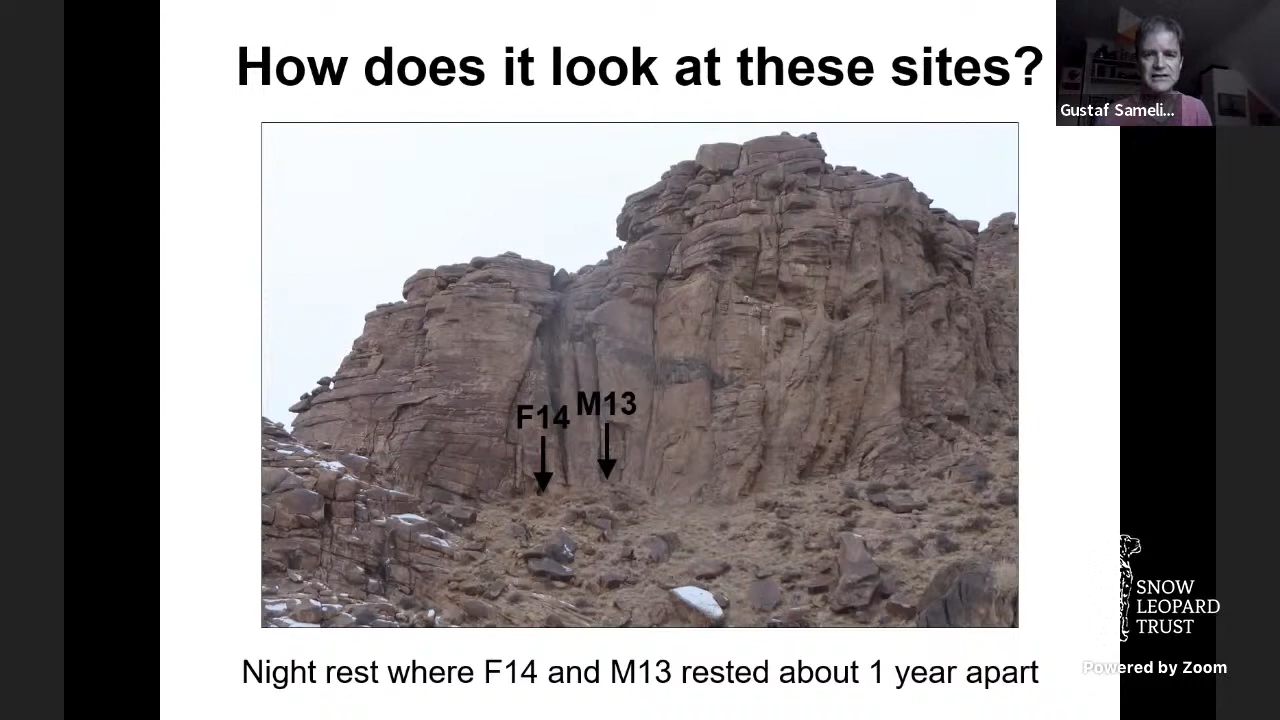 How does it look at these sites?
Gustaf Sameli...
F14 M13
Night rest where F14 and M13 rested about 1 year apart
SNOW
LEOPARD
TRUST
Powered by Zoom